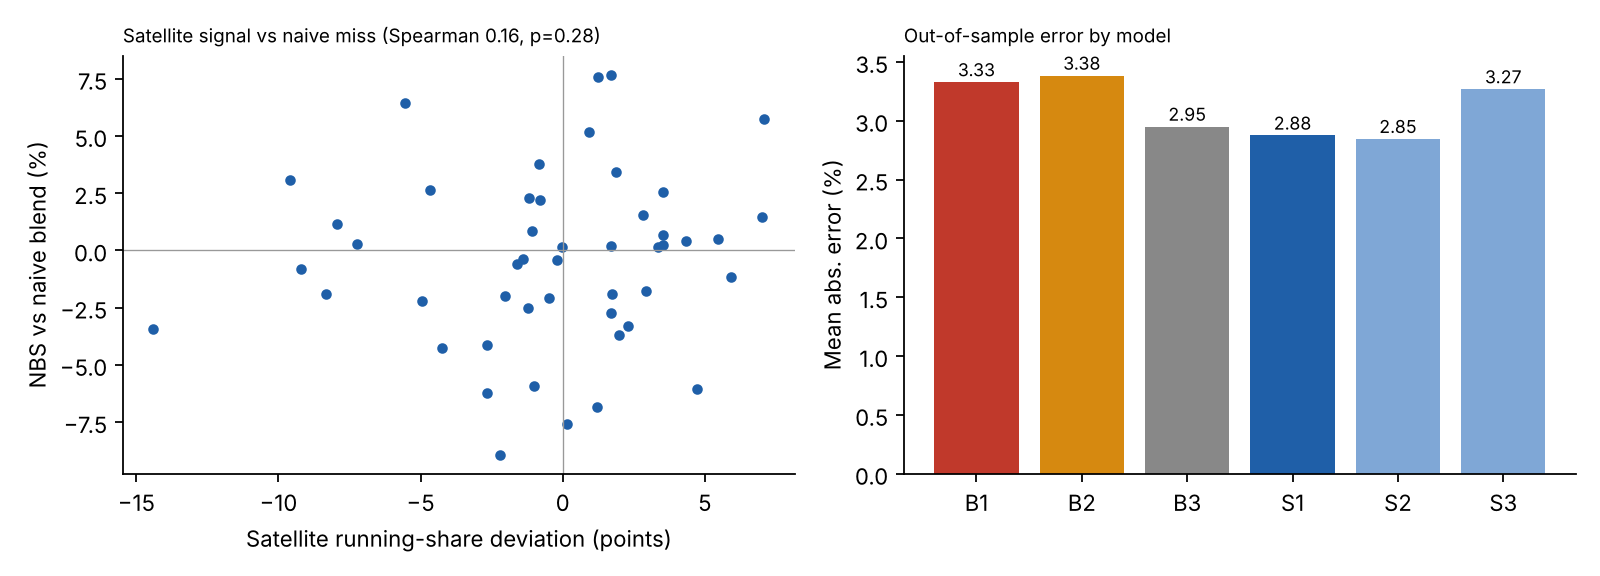 Satellite signal vs naive miss (Spearman 0.16, p=0.28)
NBS vs naive blend (%)
7.5
5.0
2.5
0.0
−2.5
−5.0
−7.5
−15
−10
−5
0
5
Satellite running-share deviation (points)
Out-of-sample error by model
Mean abs. error (%)
3.5
3.0
2.5
2.0
1.5
1.0
0.5
0.0
3.33
3.38
2.95
2.88
2.85
3.27
B1
B2
B3
S1
S2
S3